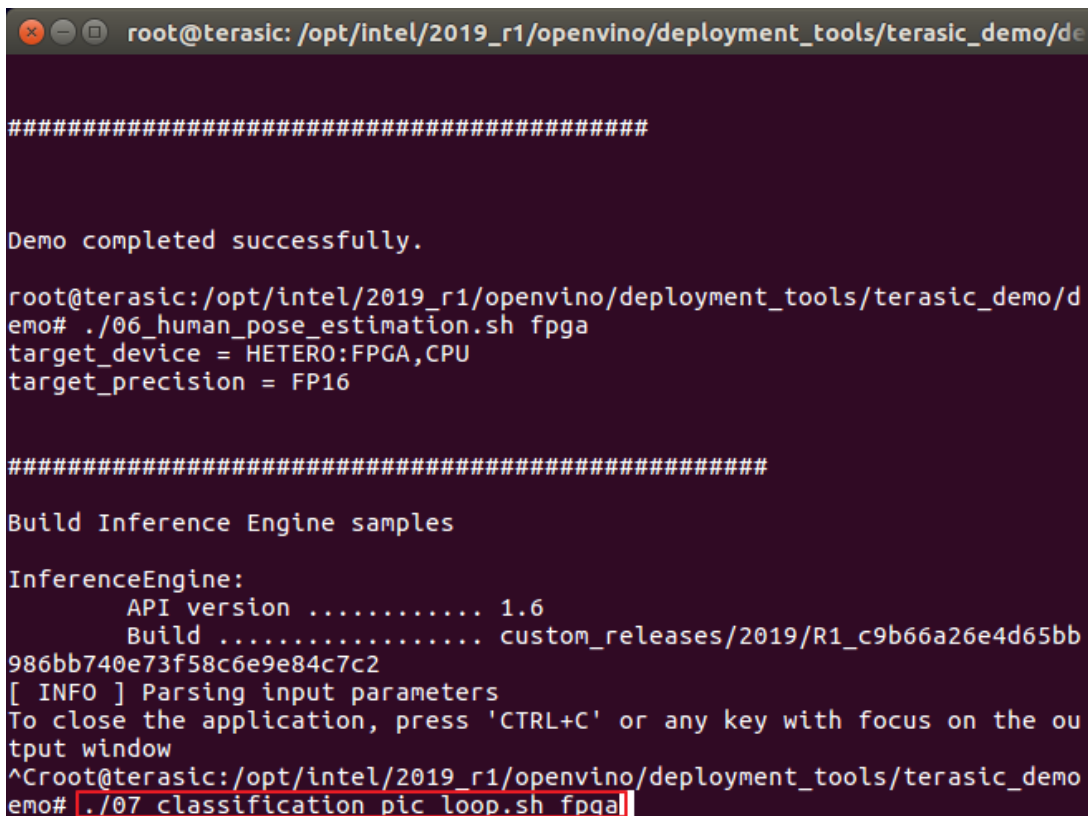 root@terasic: /opt/intel/2019_r1/openvino/deployment_tools/terasic_demo/de
###########################################
Demo completed successfully.
root@terasic:/opt/intel/2019_r1/openvino/deployment_tools/terasic_demo/d
emo# ./06_human_pose_estimation.sh fpga
target_device = HETERO:FPGA,CPU
target_precision = FP16
###################################################
Build Inference Engine samples
InferenceEngine:
API version ............ 1.6
Build .................. custom_releases/2019/R1_c9b66a26e4d65bb
986bb740e73f58c6e9e84c7c2
[ INFO ] Parsing input parameters
To close the application, press 'CTRL+C' or any key with focus on the ou
tput window
^Croot@terasic:/opt/intel/2019_r1/openvino/deployment_tools/terasic_demo
emo# ./07_classification_pic_loop.sh fpga